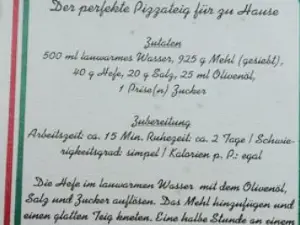 Der perfekte Pizzateig für zu Hause
Zutaten
500 ml lauwarmes Wasser, 925 g Mehl (gesiebt),
40 g Hefe, 20 g Salz, 25 ml Olivenöl,
1 Prise(n) Zucker
Zubereitung
Arbeitszeit: ca. 15 Min. Ruhezeit: ca. 2 Tage / Schwie-
rigkeitsgrad: simpel / Kalorien p. P.: egal
Die Hefe im lauwarmen Wasser mit dem Olivenöl,
Salz und Zucker auflösen. Das Mehl hinzufügen und
einen glatten Teig kneten. Eine halbe Stunde an einem